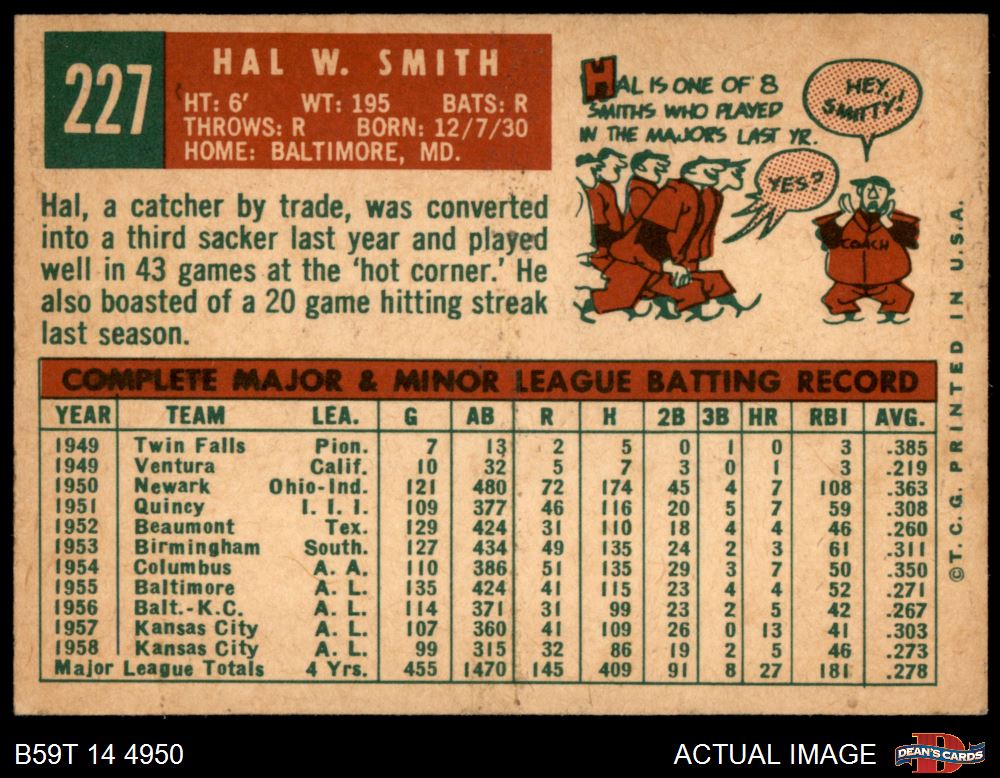 227
HAL W. SMITH
HT: 6' WT: 195 BATS: R
THROWS: R BORN: 12/7/30
HOME: BALTIMORE, MD.
HAL IS ONE OF 8
SMITHS WHO PLAYED
IN THE MAJORS LAST YR.
HEY,
SMITTY!
YES?
COACH
Hal, a catcher by trade, was converted
into a third sacker last year and played
well in 43 games at the 'hot corner.' He
also boasted of a 20 game hitting streak
last season.
COMPLETE MAJOR & MINOR LEAGUE BATTING RECORD
YEAR TEAM LEA. G AB R H 2B 3B HR RBI AVG.
1949 Twin Falls Pion. 7 13 2 5 0 1 0 3 .385
1949 Ventura Calif. 10 32 5 7 3 0 1 3 .219
1950 Newark Ohio-Ind. 121 480 72 174 45 4 7 108 .363
1951 Quincy I. I. I. 109 377 46 116 20 5 7 59 .308
1952 Beaumont Tex. 129 424 31 110 18 4 4 46 .260
1953 Birmingham South. 127 434 49 135 24 2 3 61 .311
1954 Columbus A. A. 110 386 51 135 29 3 7 50 .350
1955 Baltimore A. L. 135 424 41 115 23 4 4 52 .271
1956 Balt.-K.C. A. L. 114 371 31 99 23 2 5 42 .267
1957 Kansas City A. L. 107 360 41 109 26 0 13 41 .303
1958 Kansas City A. L. 99 315 32 86 19 2 5 46 .273
Major League Totals 4 Yrs. 455 1470 145 409 91 8 27 181 .278
©T. C. G. PRINTED IN U.S.A.
B59T 14 4950
ACTUAL IMAGE
DEAN'S CARDS